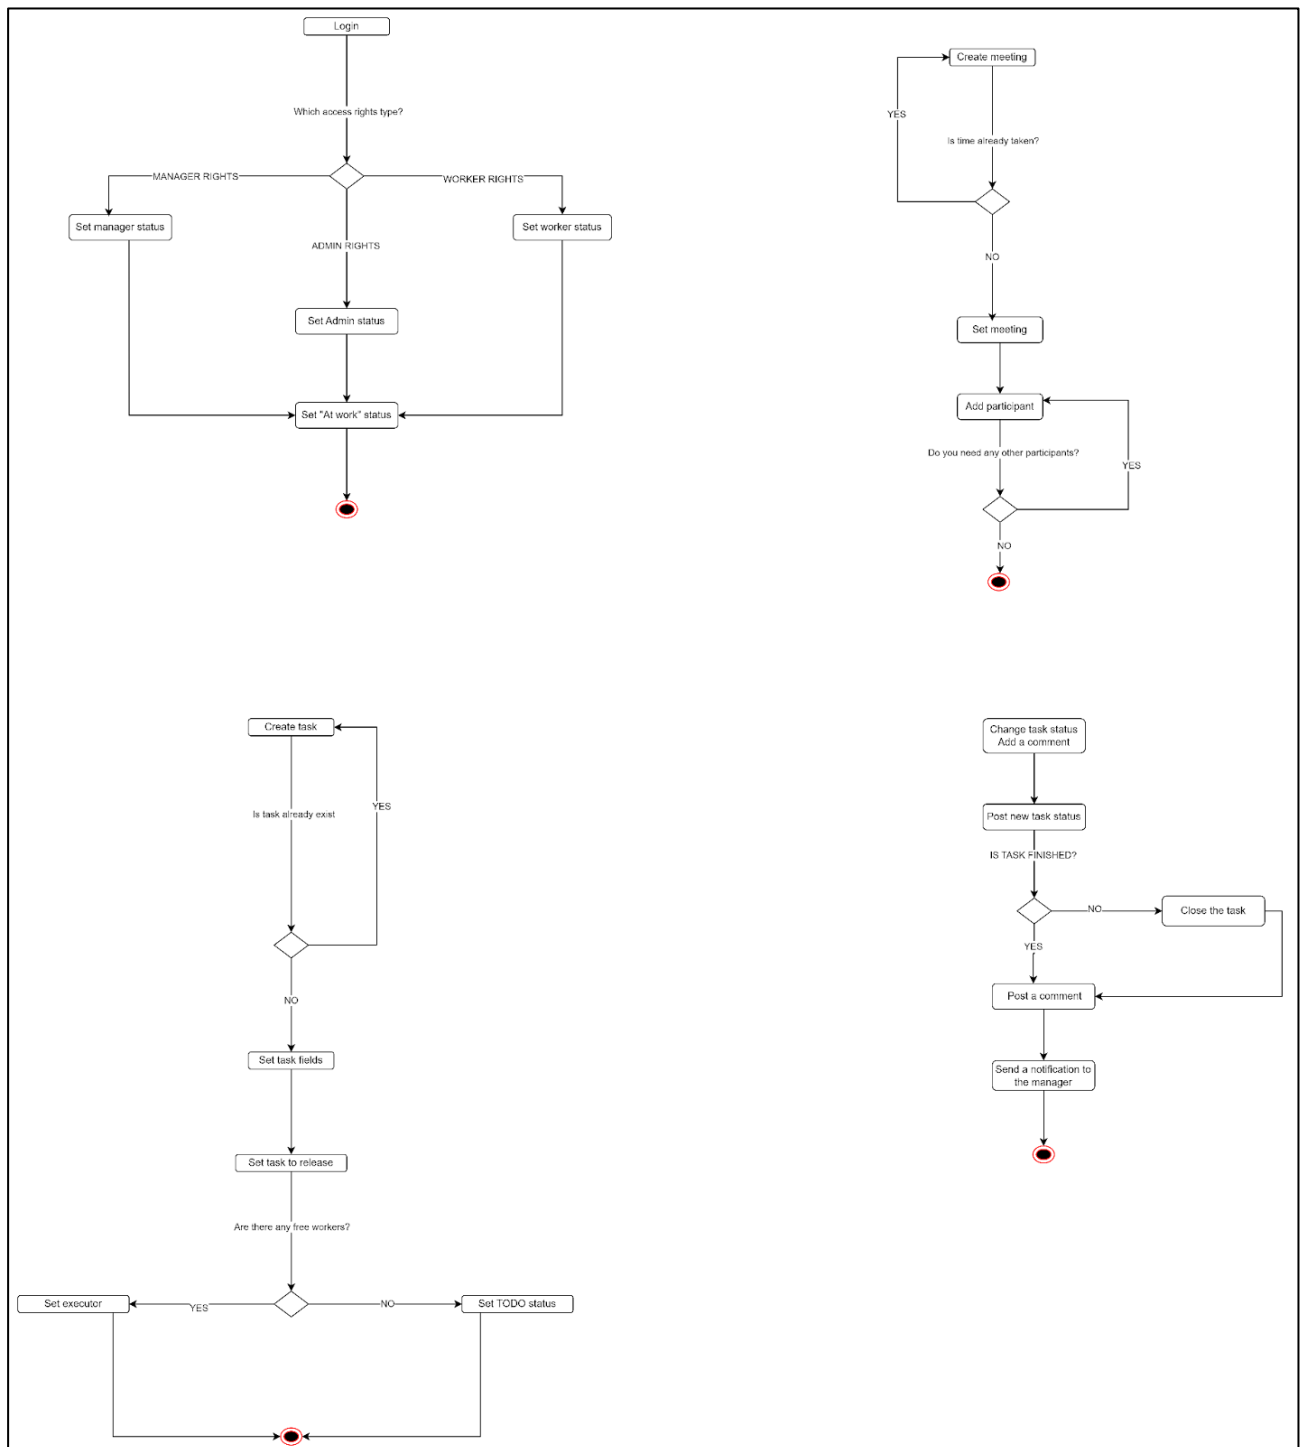 Login
Which access rights type?
MANAGER RIGHTS
WORKER RIGHTS
Set manager status
Set worker status
ADMIN RIGHTS
Set Admin status
Set "At work" status
Create meeting
YES
Is time already taken?
NO
Set meeting
Add participant
Do you need any other participants?
YES
NO
Create task
YES
Is task already exist
NO
Set task fields
Set task to release
Are there any free workers?
Set executor
YES
NO
Set TODO status
Change task status
Add a comment
Post new task status
IS TASK FINISHED?
NO
Close the task
YES
Post a comment
Send a notification to
the manager